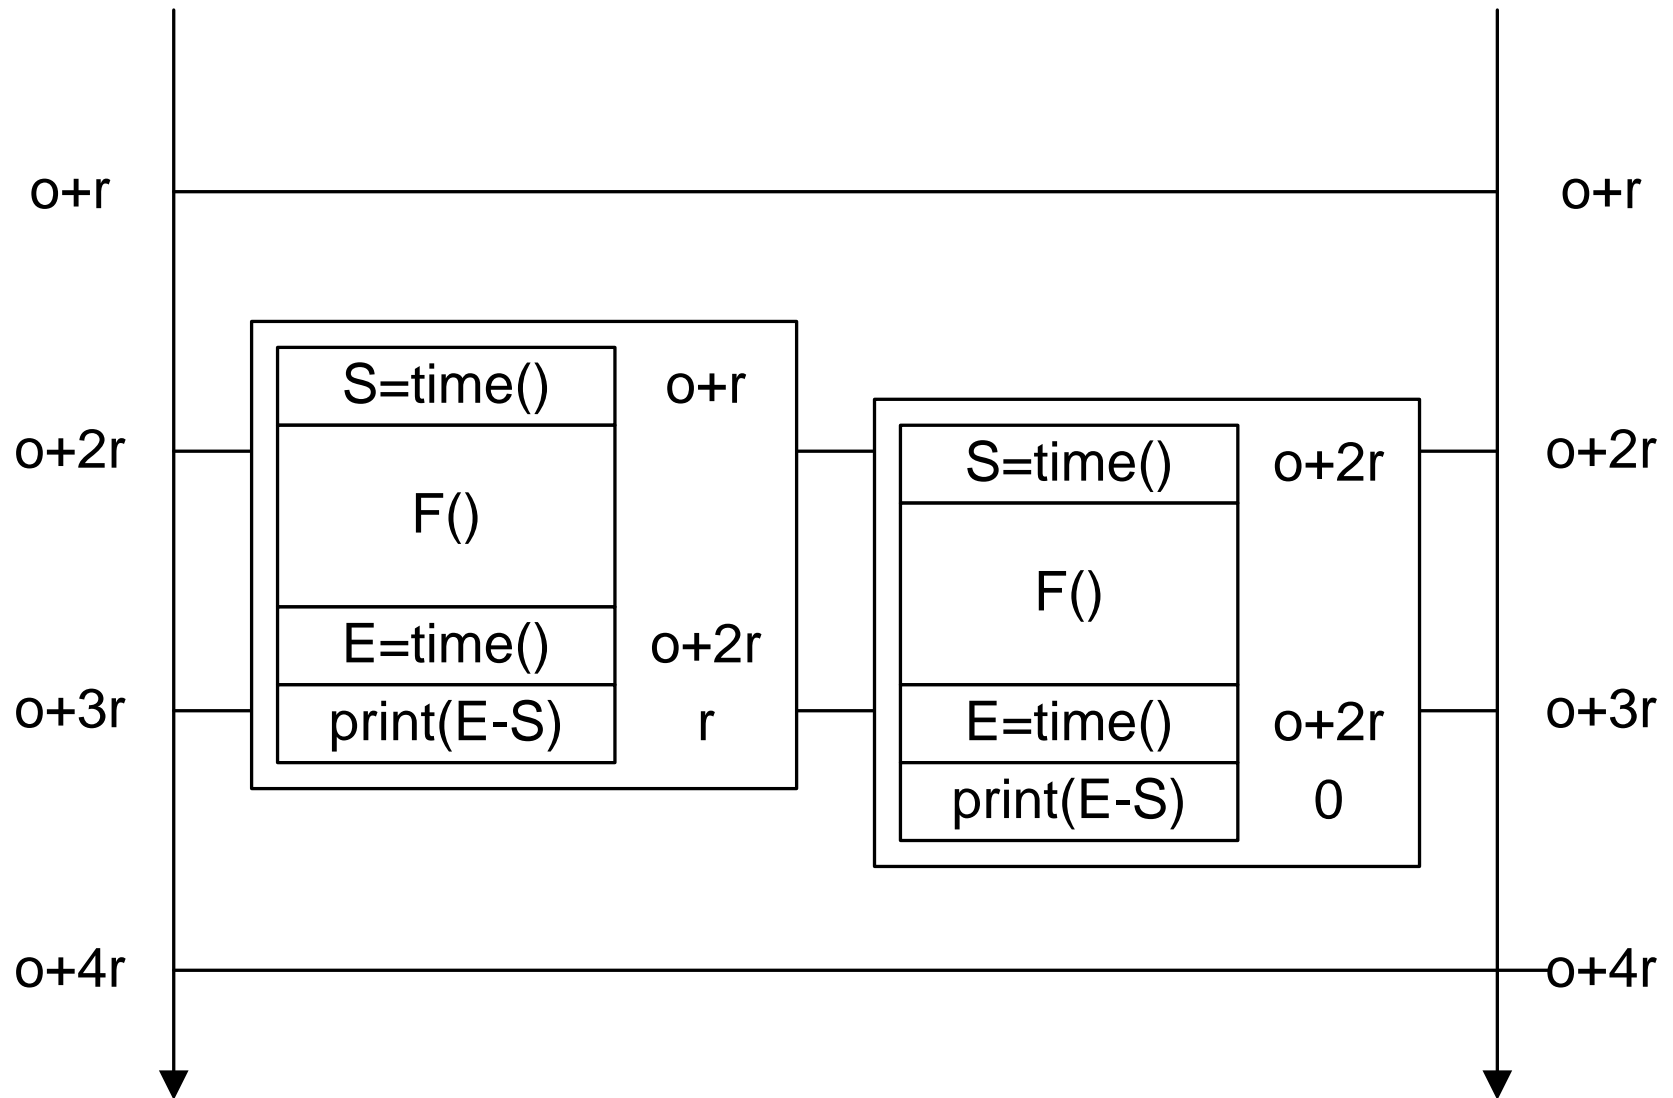 o+r
o+r
S=time() o+r
o+2r
F()
E=time() o+2r
o+3r
print(E-S) r
S=time() o+2r
o+2r
F()
E=time() o+2r
o+3r
print(E-S) 0
o+4r
o+4r